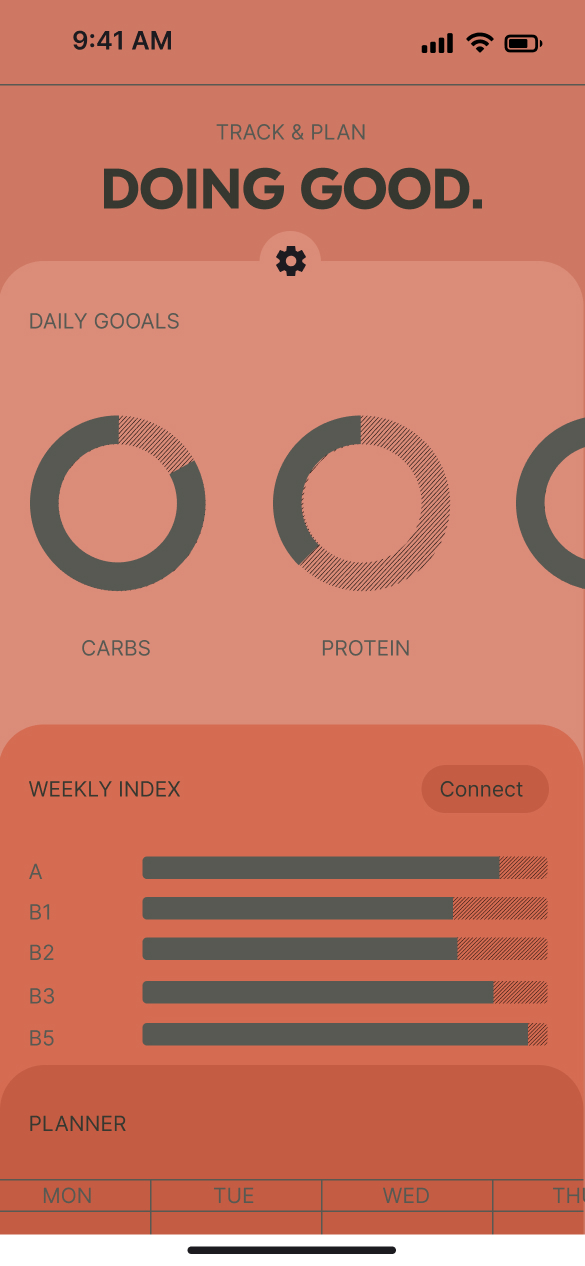 9:41 AM
TRACK & PLAN
DOING GOOD.
DAILY GOOALS
CARBS PROTEIN
WEEKLY INDEX Connect
A
B1
B2
B3
B5
PLANNER
MON TUE WED THU